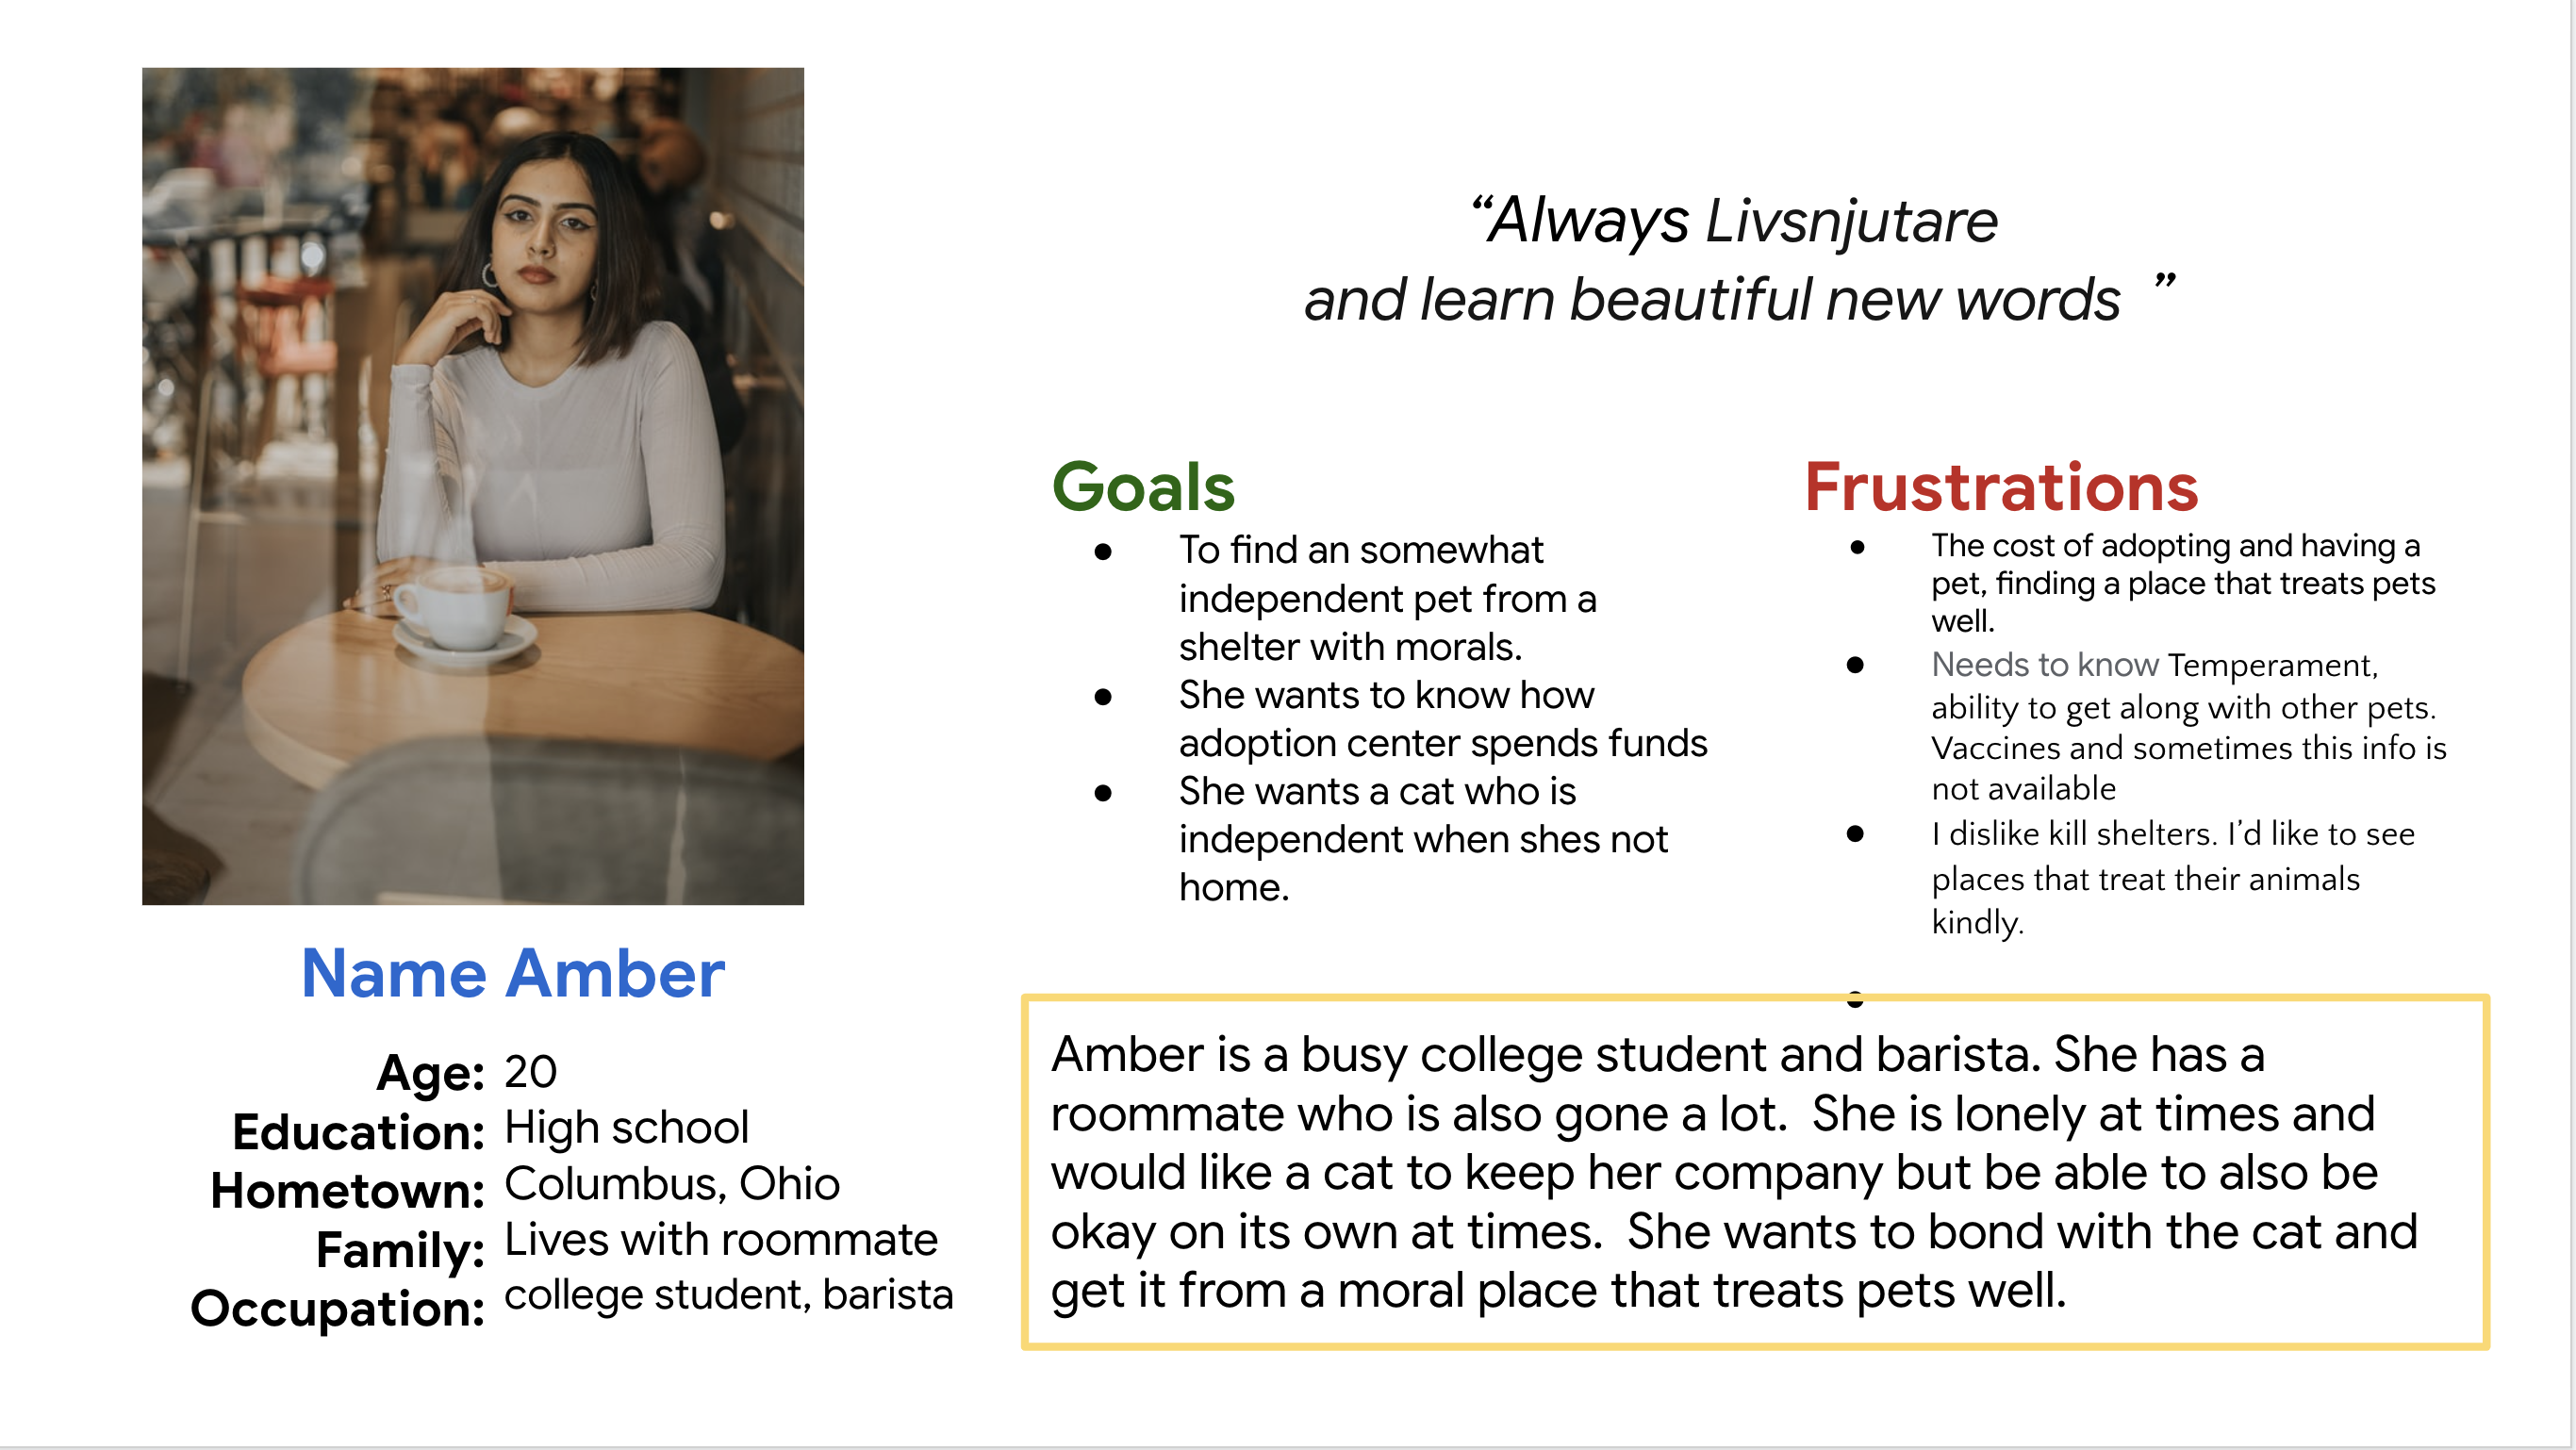 “Always Livsnjutare
and learn beautiful new words ”
Goals
● To find an somewhat
independent pet from a
shelter with morals.
● She wants to know how
adoption center spends funds
● She wants a cat who is
independent when shes not
home.
Frustrations
● The cost of adopting and having a
pet, finding a place that treats pets
well.
● Needs to know Temperament,
ability to get along with other pets.
Vaccines and sometimes this info is
not available
● I dislike kill shelters. I’d like to see
places that treat their animals
kindly.
●
Name Amber
Age: 20
Education: High school
Hometown: Columbus, Ohio
Family: Lives with roommate
Occupation: college student, barista
Amber is a busy college student and barista. She has a
roommate who is also gone a lot.  She is lonely at times and
would like a cat to keep her company but be able to also be
okay on its own at times.  She wants to bond with the cat and
get it from a moral place that treats pets well.